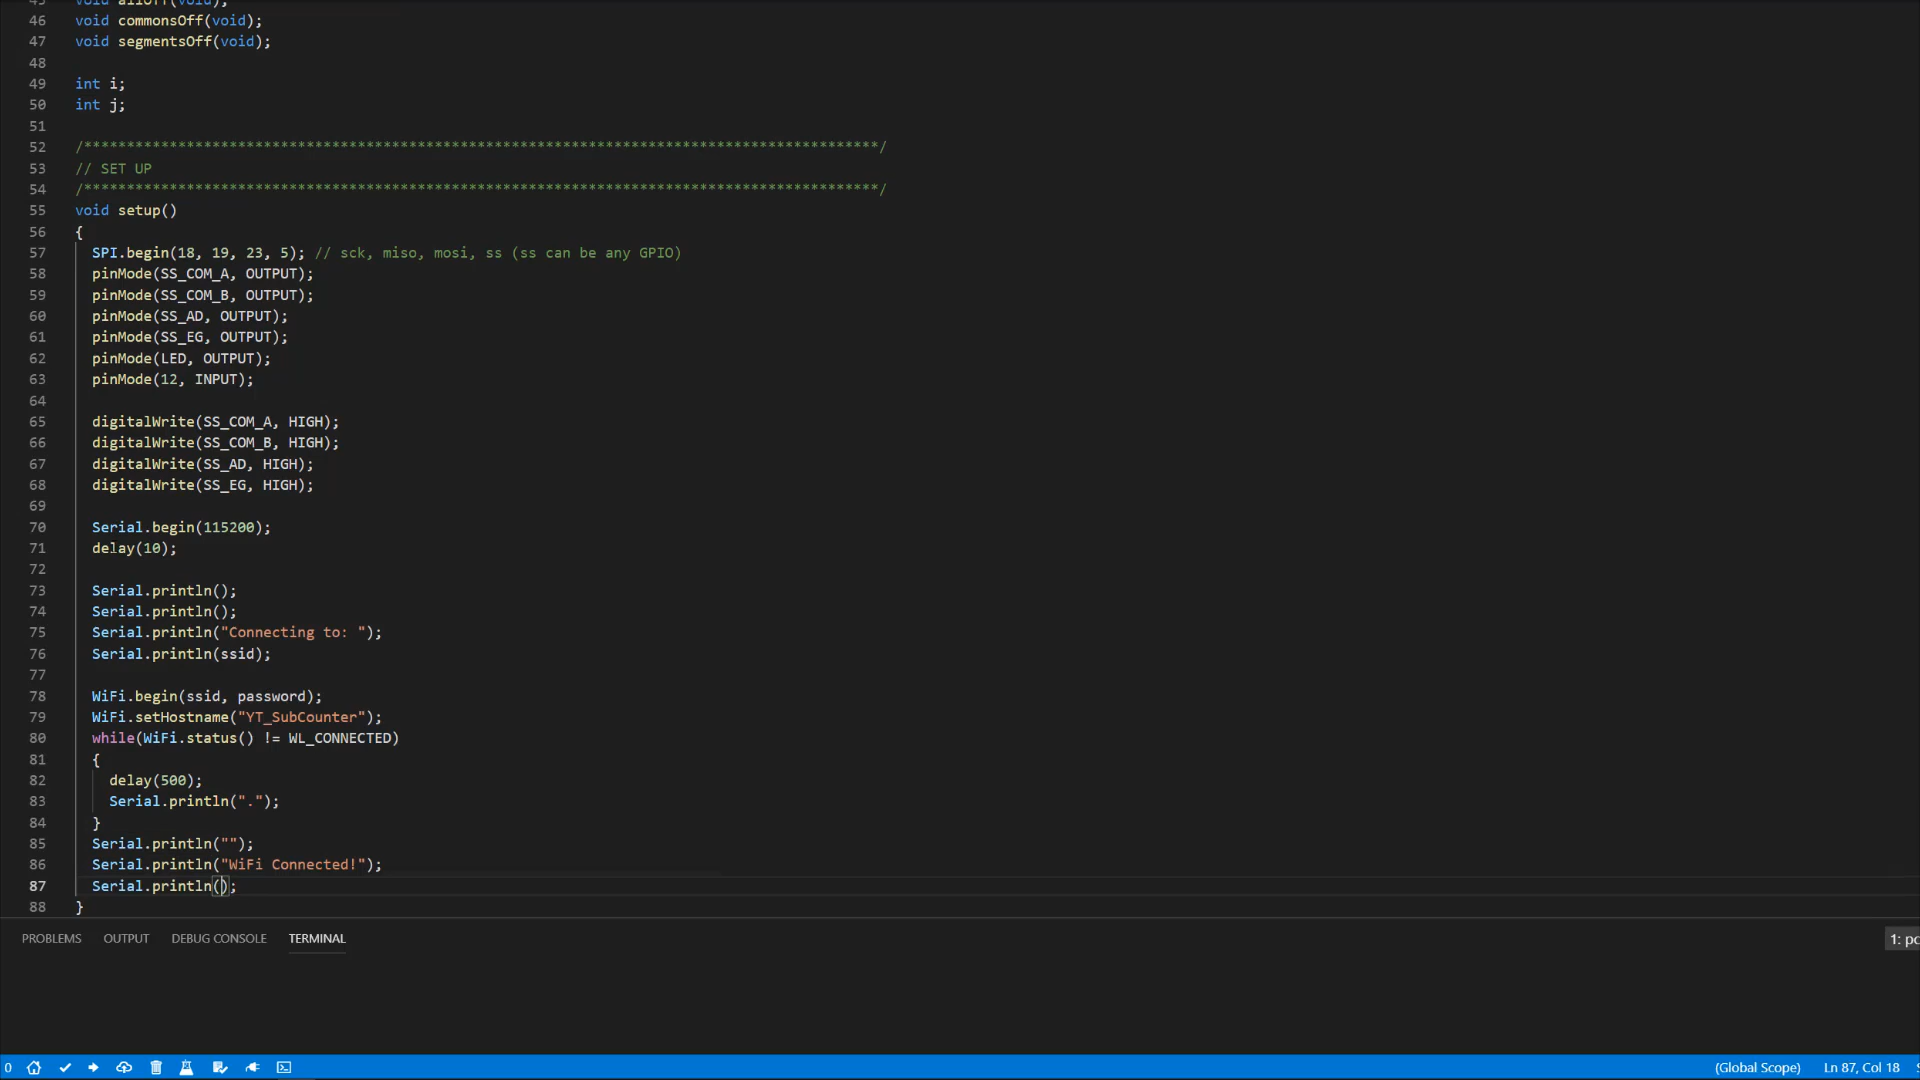 45 void allOff(void);
46 void commonsOff(void);
47 void segmentsOff(void);
48
49 int i;
50 int j;
51
52 /*********************************************************************************************/
53 // SET UP
54 /*********************************************************************************************/
55 void setup()
56 {
57 SPI.begin(18, 19, 23, 5); // sck, miso, mosi, ss (ss can be any GPIO)
58 pinMode(SS_COM_A, OUTPUT);
59 pinMode(SS_COM_B, OUTPUT);
60 pinMode(SS_AD, OUTPUT);
61 pinMode(SS_EG, OUTPUT);
62 pinMode(LED, OUTPUT);
63 pinMode(12, INPUT);
64
65 digitalWrite(SS_COM_A, HIGH);
66 digitalWrite(SS_COM_B, HIGH);
67 digitalWrite(SS_AD, HIGH);
68 digitalWrite(SS_EG, HIGH);
69
70 Serial.begin(115200);
71 delay(10);
72
73 Serial.println();
74 Serial.println();
75 Serial.println("Connecting to: ");
76 Serial.println(ssid);
77
78 WiFi.begin(ssid, password);
79 WiFi.setHostname("YT_SubCounter");
80 while(WiFi.status() != WL_CONNECTED)
81 {
82 delay(500);
83 Serial.println(".");
84 }
85 Serial.println("");
86 Serial.println("WiFi Connected!");
87 Serial.println();
88 }
PROBLEMS OUTPUT DEBUG CONSOLE TERMINAL 1: po
0 (Global Scope) Ln 87, Col 18